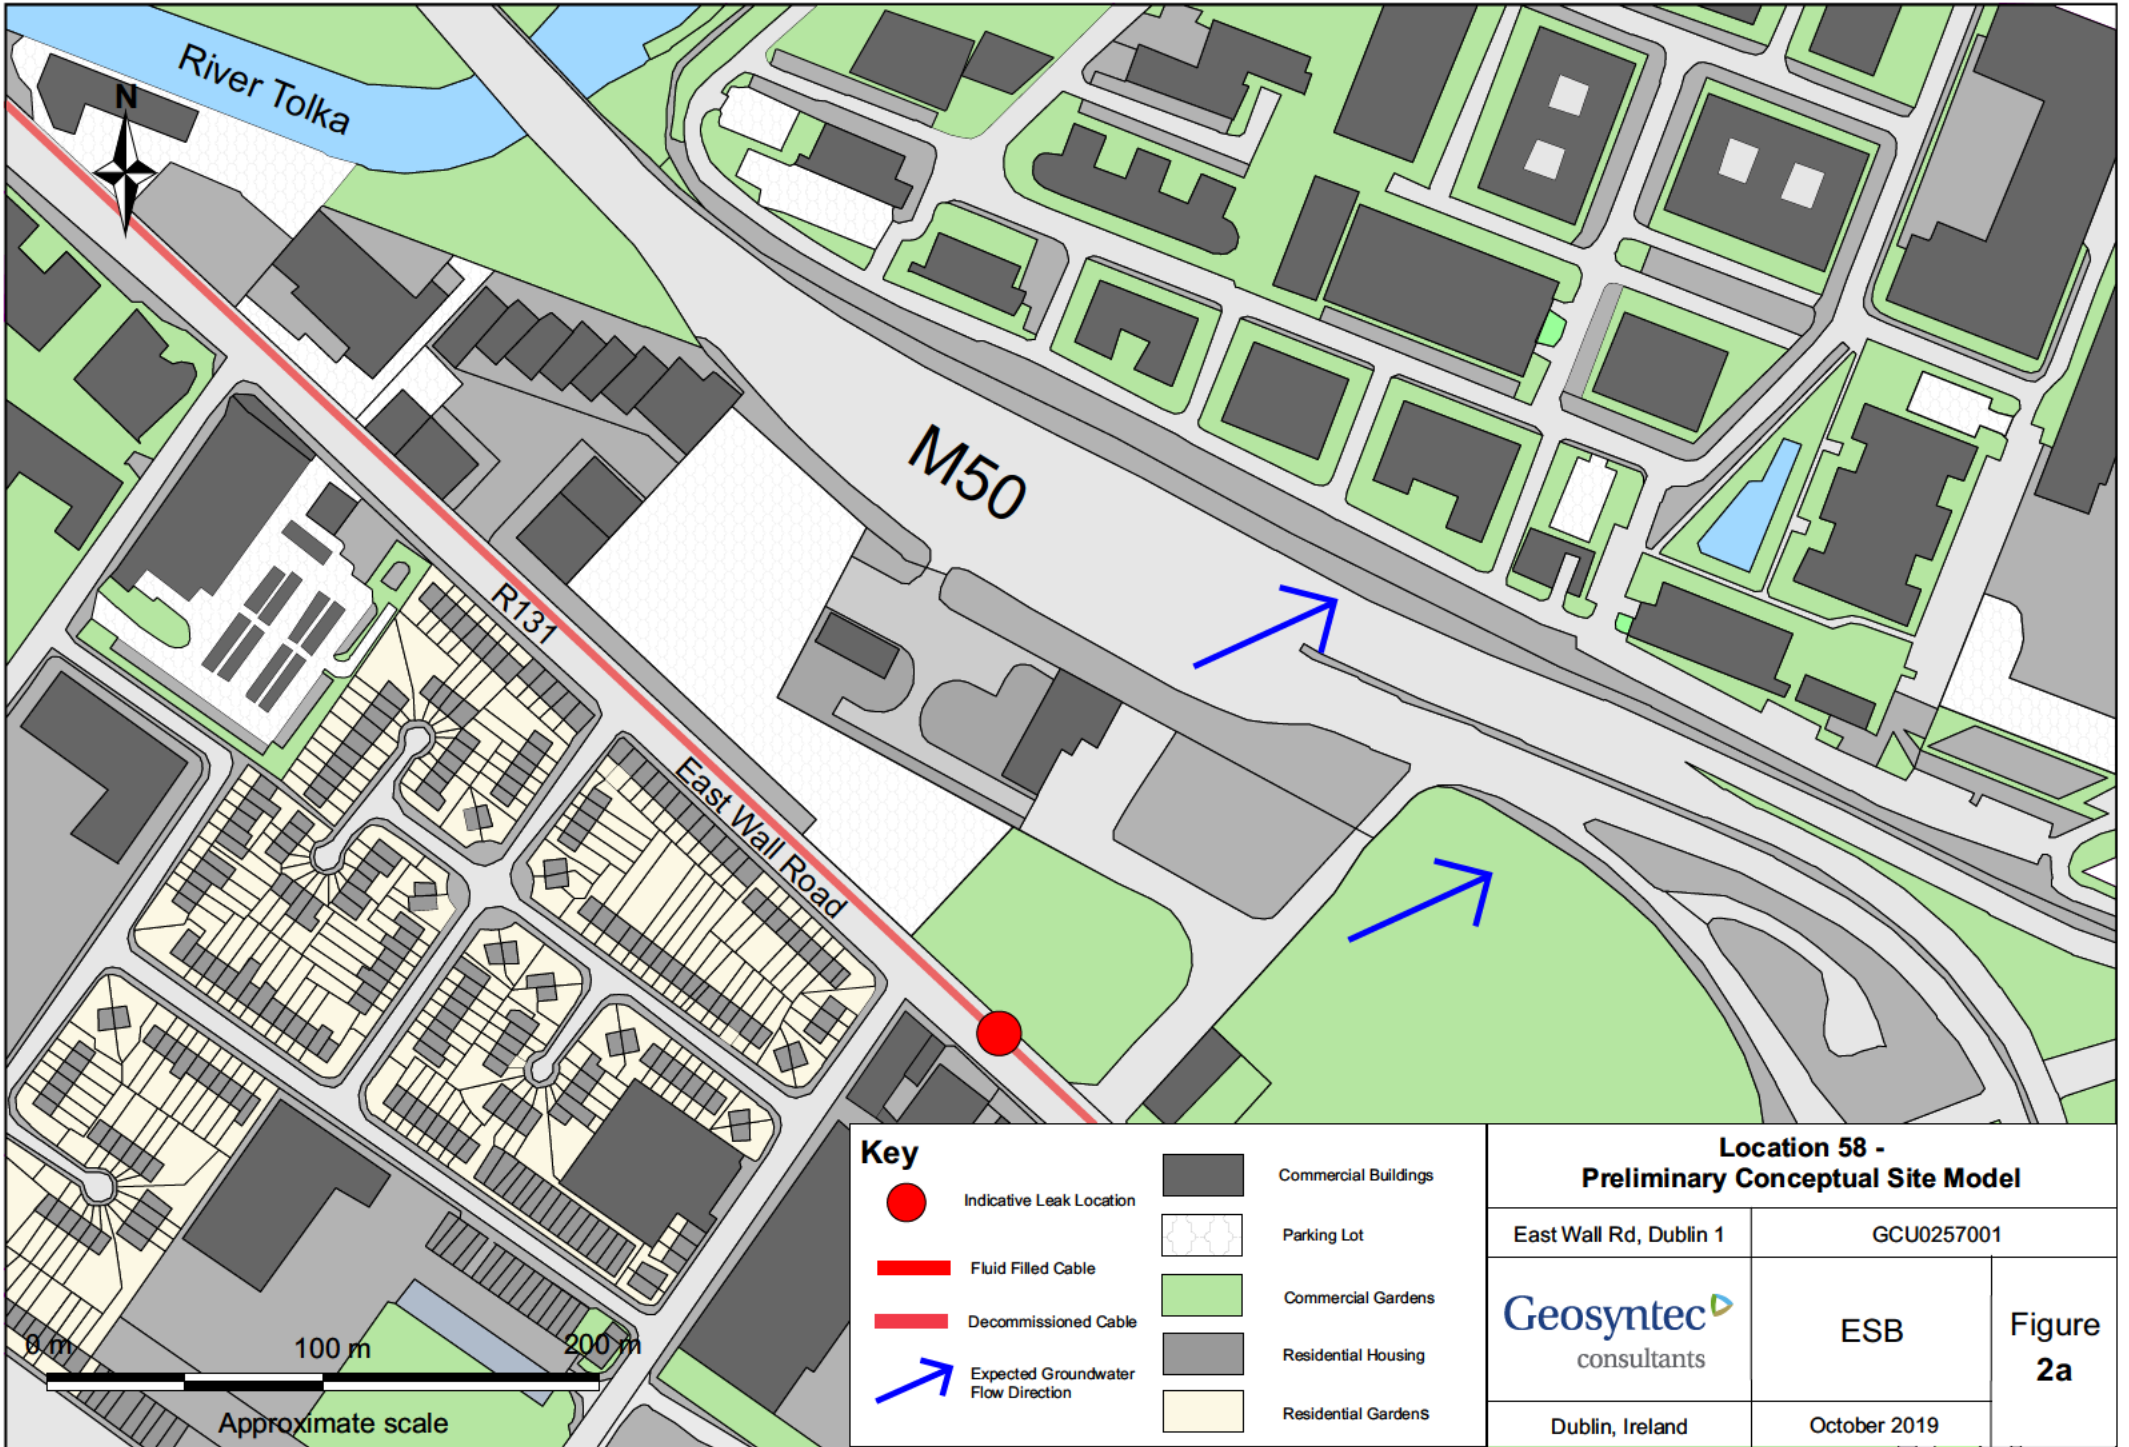 River Tolka
N
M50
R131
East Wall Road
0 m
100 m
200 m
Approximate scale
Key
Indicative Leak Location
Fluid Filled Cable
Decommissioned Cable
Expected Groundwater
Flow Direction
Commercial Buildings
Parking Lot
Commercial Gardens
Residential Housing
Residential Gardens
Location 58 -
Preliminary Conceptual Site Model
East Wall Rd, Dublin 1
GCU0257001
Geosyntec
consultants
ESB
Figure
2a
Dublin, Ireland
October 2019